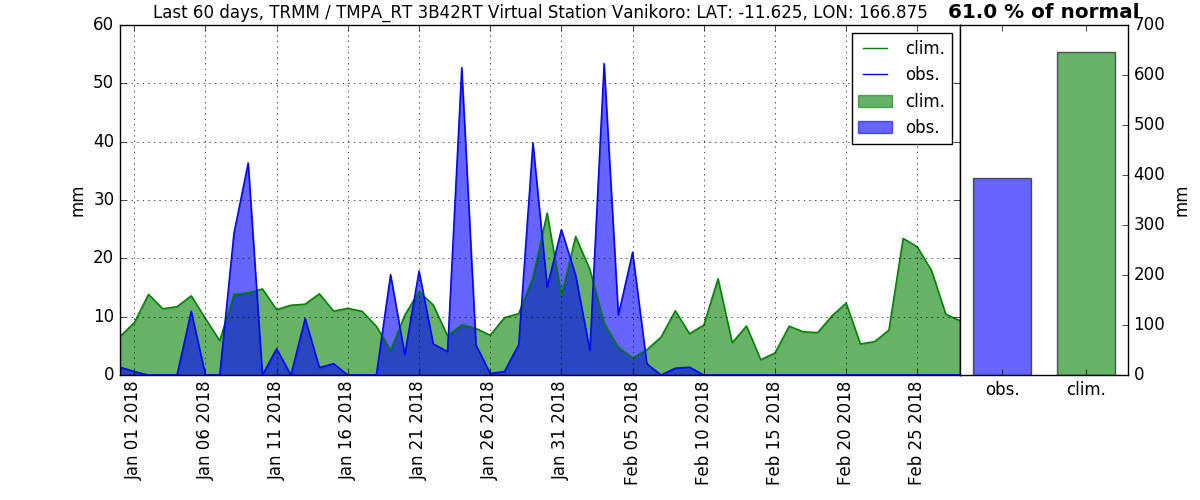 Last 60 days, TRMM / TMPA_RT 3B42RT Virtual Station Vanikoro: LAT: -11.625, LON: 166.875
61.0 % of normal
60
50
40
30
20
10
0
mm
clim.
obs.
clim.
obs.
Jan 01 2018
Jan 06 2018
Jan 11 2018
Jan 16 2018
Jan 21 2018
Jan 26 2018
Jan 31 2018
Feb 05 2018
Feb 10 2018
Feb 15 2018
Feb 20 2018
Feb 25 2018
700
600
500
400
300
200
100
0
mm
obs.
clim.